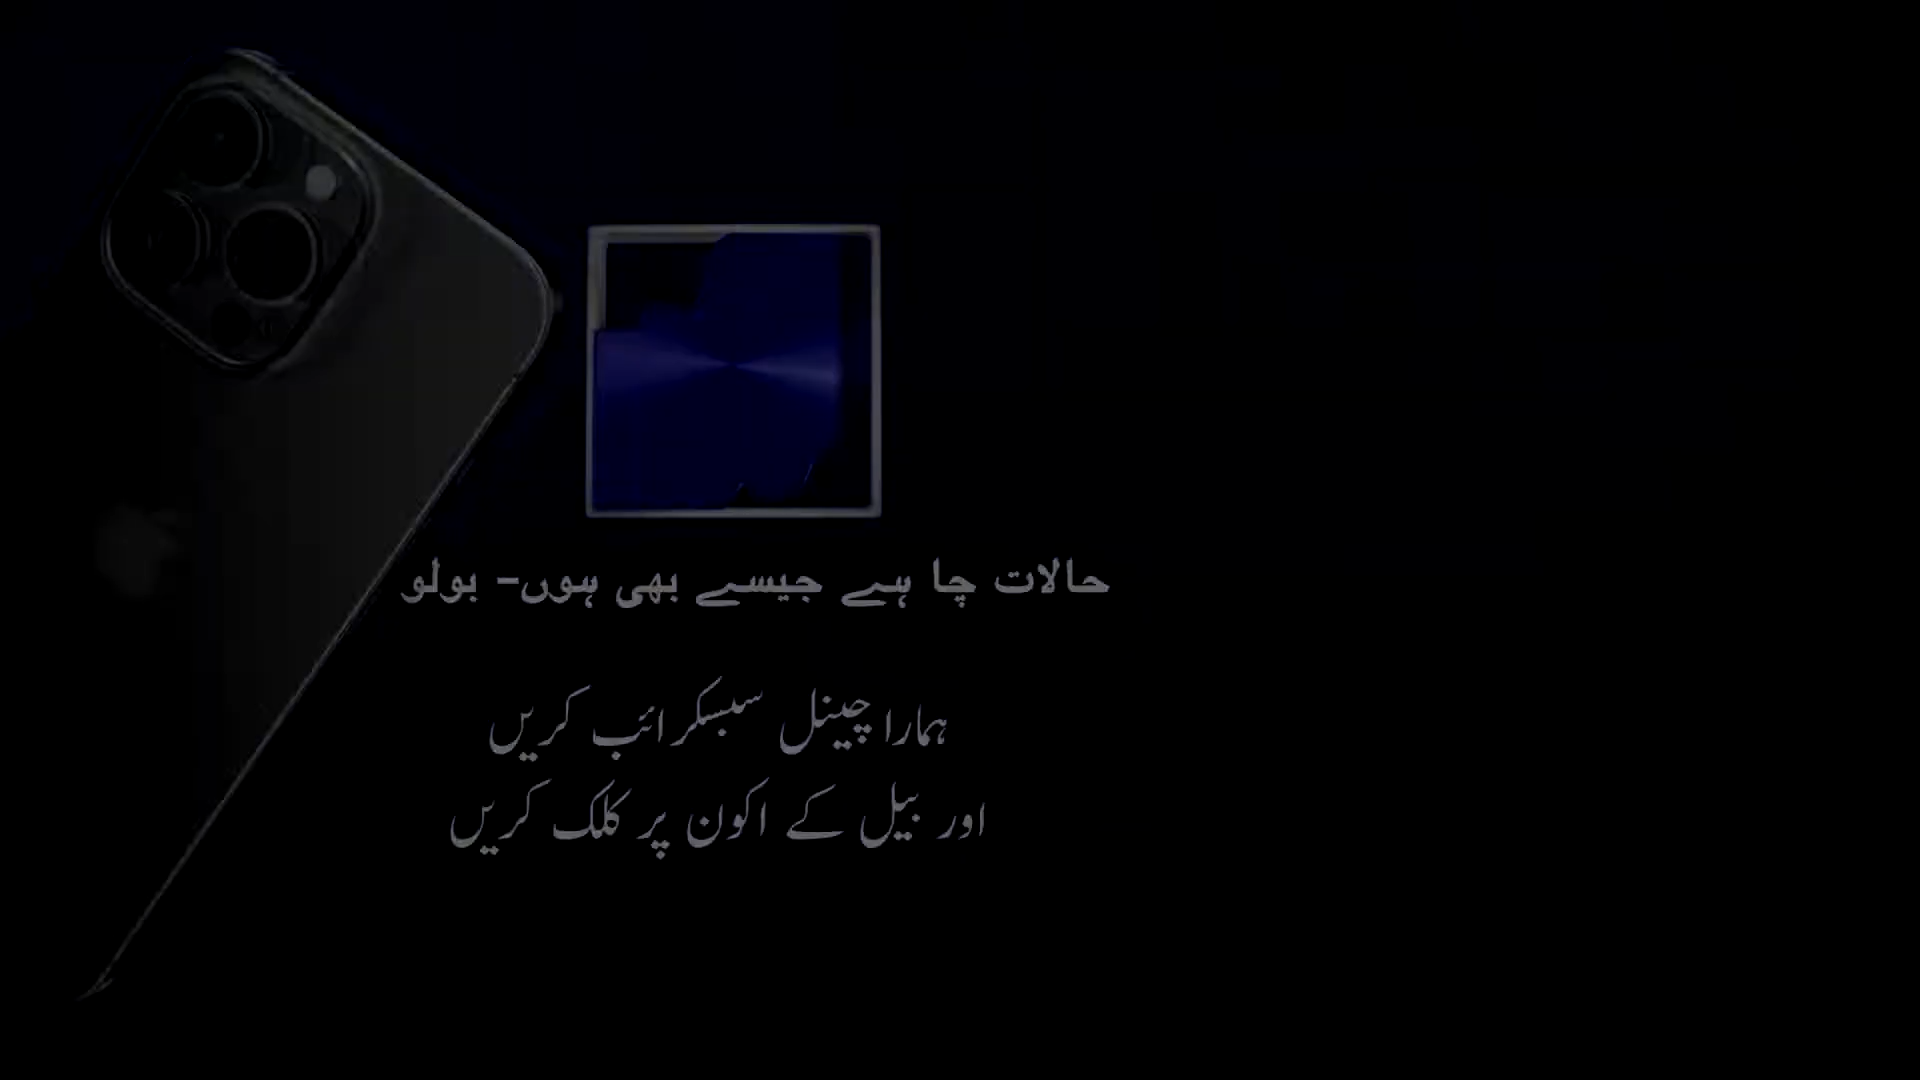 حالات چا ہے جیسے بھی ہوں- بولو
ہمارا چینل سبسکرائب کریں
اور بیل کے اکون پر کلک کریں